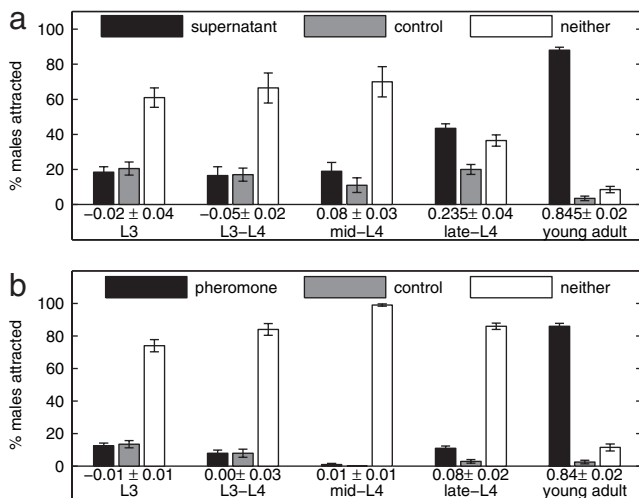 a
supernatant control neither
100
80
60
40
20
0
% males attracted
−0.02 ± 0.04 −0.05± 0.02 0.08 ± 0.03 0.235± 0.04 0.845± 0.02
L3 L3−L4 mid−L4 late−L4 young adult
b
pheromone control neither
100
80
60
40
20
0
% males attracted
−0.01 ± 0.01 0.00± 0.03 0.01 ± 0.01 0.08± 0.02 0.84± 0.02
L3 L3−L4 mid−L4 late−L4 young adult